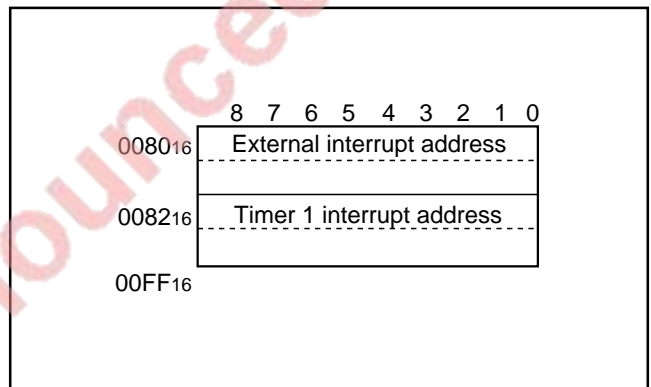 8 7 6 5 4 3 2 1 0
0080₁₆ External interrupt address
0082₁₆ Timer 1 interrupt address
00FF₁₆